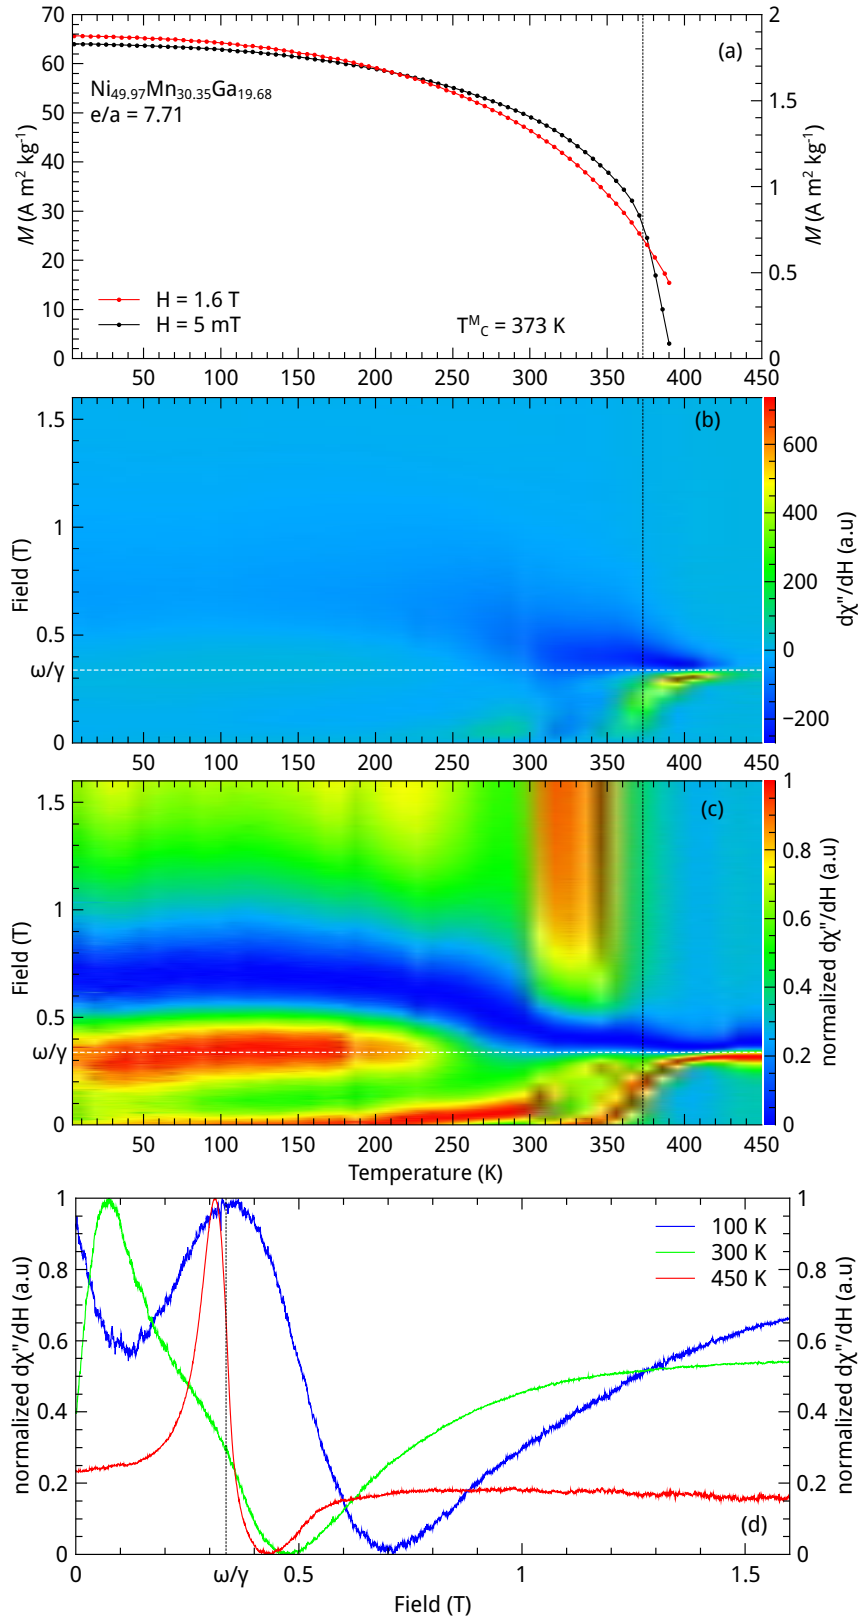 70
60
50
40
30
20
10
0
M (A m² kg⁻¹)
2
1.5
1
0.5
0
M (A m² kg⁻¹)
(a)
Ni₄₉.₉₇Mn₃₀.₃₅Ga₁₉.₆₈
e/a = 7.71
H = 1.6 T
H = 5 mT
Tᴹ_C = 373 K
50 100 150 200 250 300 350 400 450
(b)
1.5
1
0.5
ω/γ
0
Field (T)
600
400
200
0
−200
dχ"/dH (a.u)
50 100 150 200 250 300 350 400 450
(c)
1.5
1
0.5
ω/γ
0
Field (T)
1
0.8
0.6
0.4
0.2
0
normalized dχ"/dH (a.u)
50 100 150 200 250 300 350 400 450
Temperature (K)
1
0.8
0.6
0.4
0.2
0
normalized dχ"/dH (a.u)
100 K
300 K
450 K
1
0.8
0.6
0.4
0.2
0
normalized dχ"/dH (a.u)
(d)
0 ω/γ 0.5 1 1.5
Field (T)